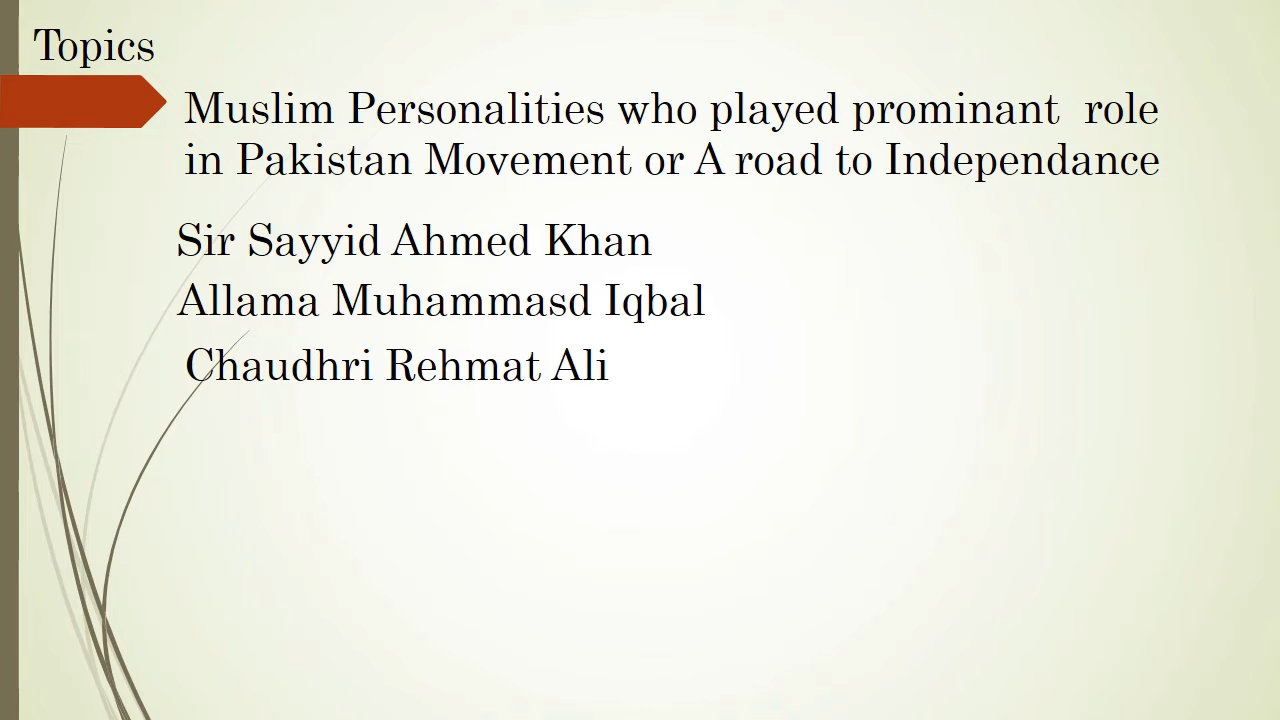 Topics
Muslim Personalities who played prominant  role
in Pakistan Movement or A road to Independance
Sir Sayyid Ahmed Khan
Allama Muhammasd Iqbal
Chaudhri Rehmat Ali